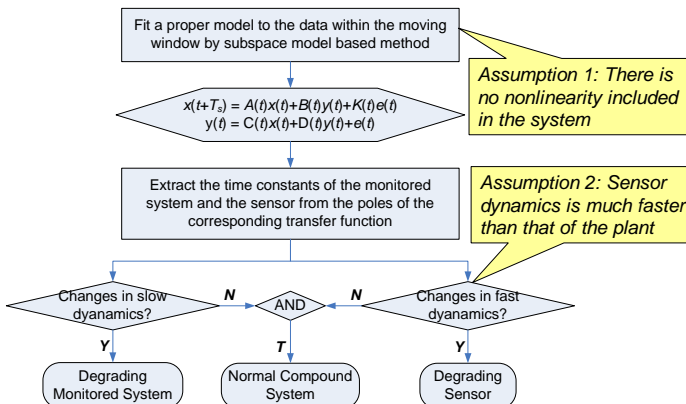 Fit a proper model to the data within the moving
window by subspace model based method
Assumption 1: There is
no nonlinearity included
in the system
x(t+Ts) = A(t)x(t)+B(t)y(t)+K(t)e(t)
y(t) = C(t)x(t)+D(t)y(t)+e(t)
Extract the time constants of the monitored
system and the sensor from the poles of the
corresponding transfer function
Assumption 2: Sensor
dynamics is much faster
than that of the plant
Changes in slow
dyanamics?
N
AND
N
Changes in fast
dynamics?
Y
T
Y
Degrading
Monitored System
Normal Compound
System
Degrading
Sensor